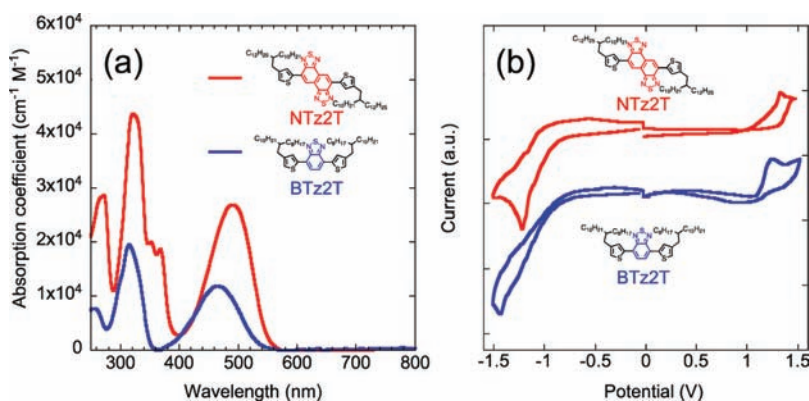 (a)
NTz2T
BTz2T
Absorption coefficient (cm⁻¹ M⁻¹)
6x10⁴
5x10⁴
4x10⁴
3x10⁴
2x10⁴
1x10⁴
0
300 400 500 600 700 800
Wavelength (nm)
(b)
NTz2T
BTz2T
Current (a.u.)
-1.5 -1 -0.5 0 0.5 1 1.5
Potential (V)